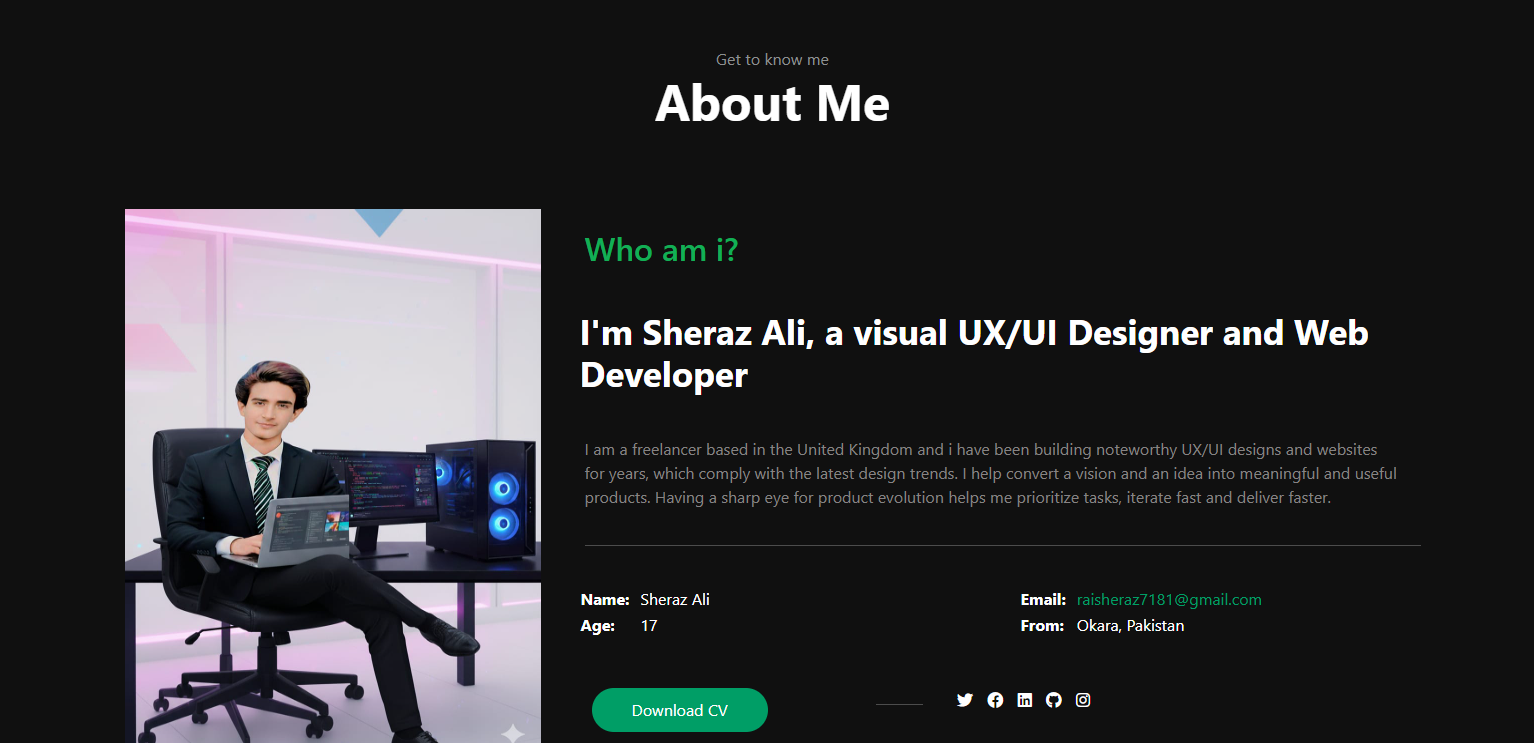 Get to know me
About Me
Who am i?
I'm Sheraz Ali, a visual UX/UI Designer and Web
Developer
I am a freelancer based in the United Kingdom and i have been building noteworthy UX/UI designs and websites
for years, which comply with the latest design trends. I help convert a vision and an idea into meaningful and useful
products. Having a sharp eye for product evolution helps me prioritize tasks, iterate fast and deliver faster.
Name: Sheraz Ali
Email: raisheraz7181@gmail.com
Age: 17
From: Okara, Pakistan
Download CV